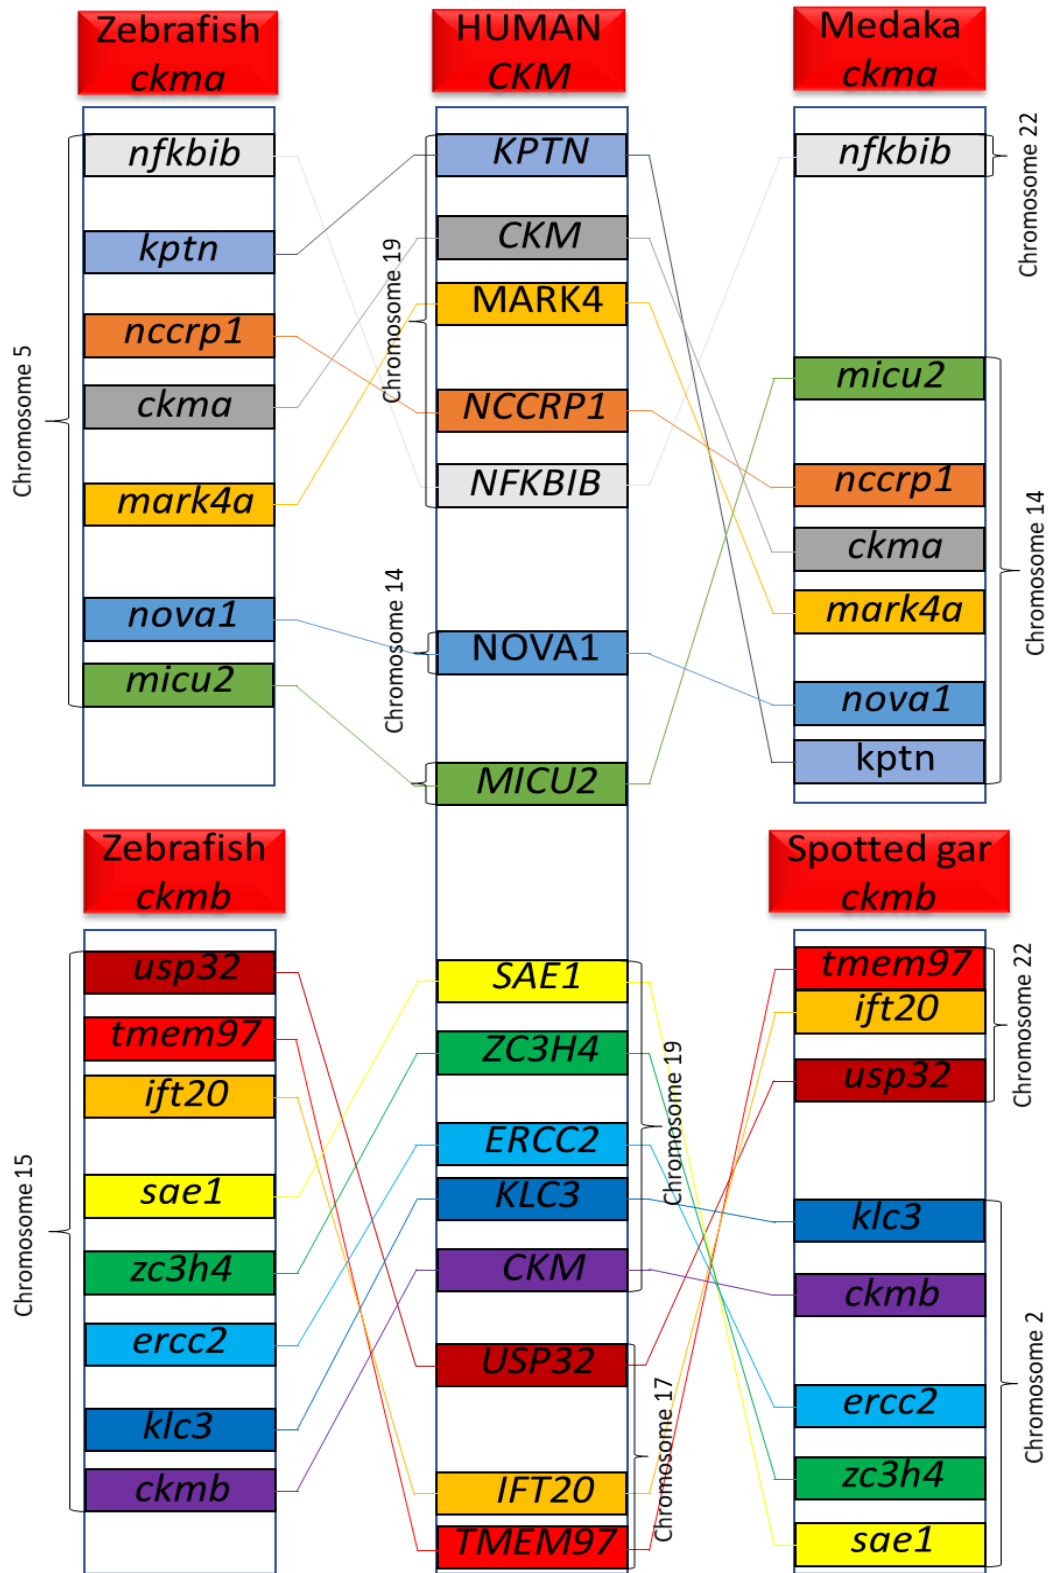 Zebrafish
ckma
HUMAN
CKM
Medaka
ckma
Chromosome 5
nfkbib
kptn
nccrp1
ckma
mark4a
nova1
micu2
Chromosome 19
KPTN
CKM
MARK4
NCCRP1
NFKBIB
Chromosome 14
NOVA1
MICU2
nfkbib
Chromosome 22
micu2
nccrp1
ckma
mark4a
nova1
kptn
Chromosome 14
Zebrafish
ckmb
Spotted gar
ckmb
Chromosome 15
usp32
tmem97
ift20
sae1
zc3h4
ercc2
klc3
ckmb
SAE1
ZC3H4
ERCC2
KLC3
CKM
Chromosome 19
USP32
IFT20
TMEM97
Chromosome 17
tmem97
ift20
usp32
Chromosome 22
klc3
ckmb
ercc2
zc3h4
sae1
Chromosome 2